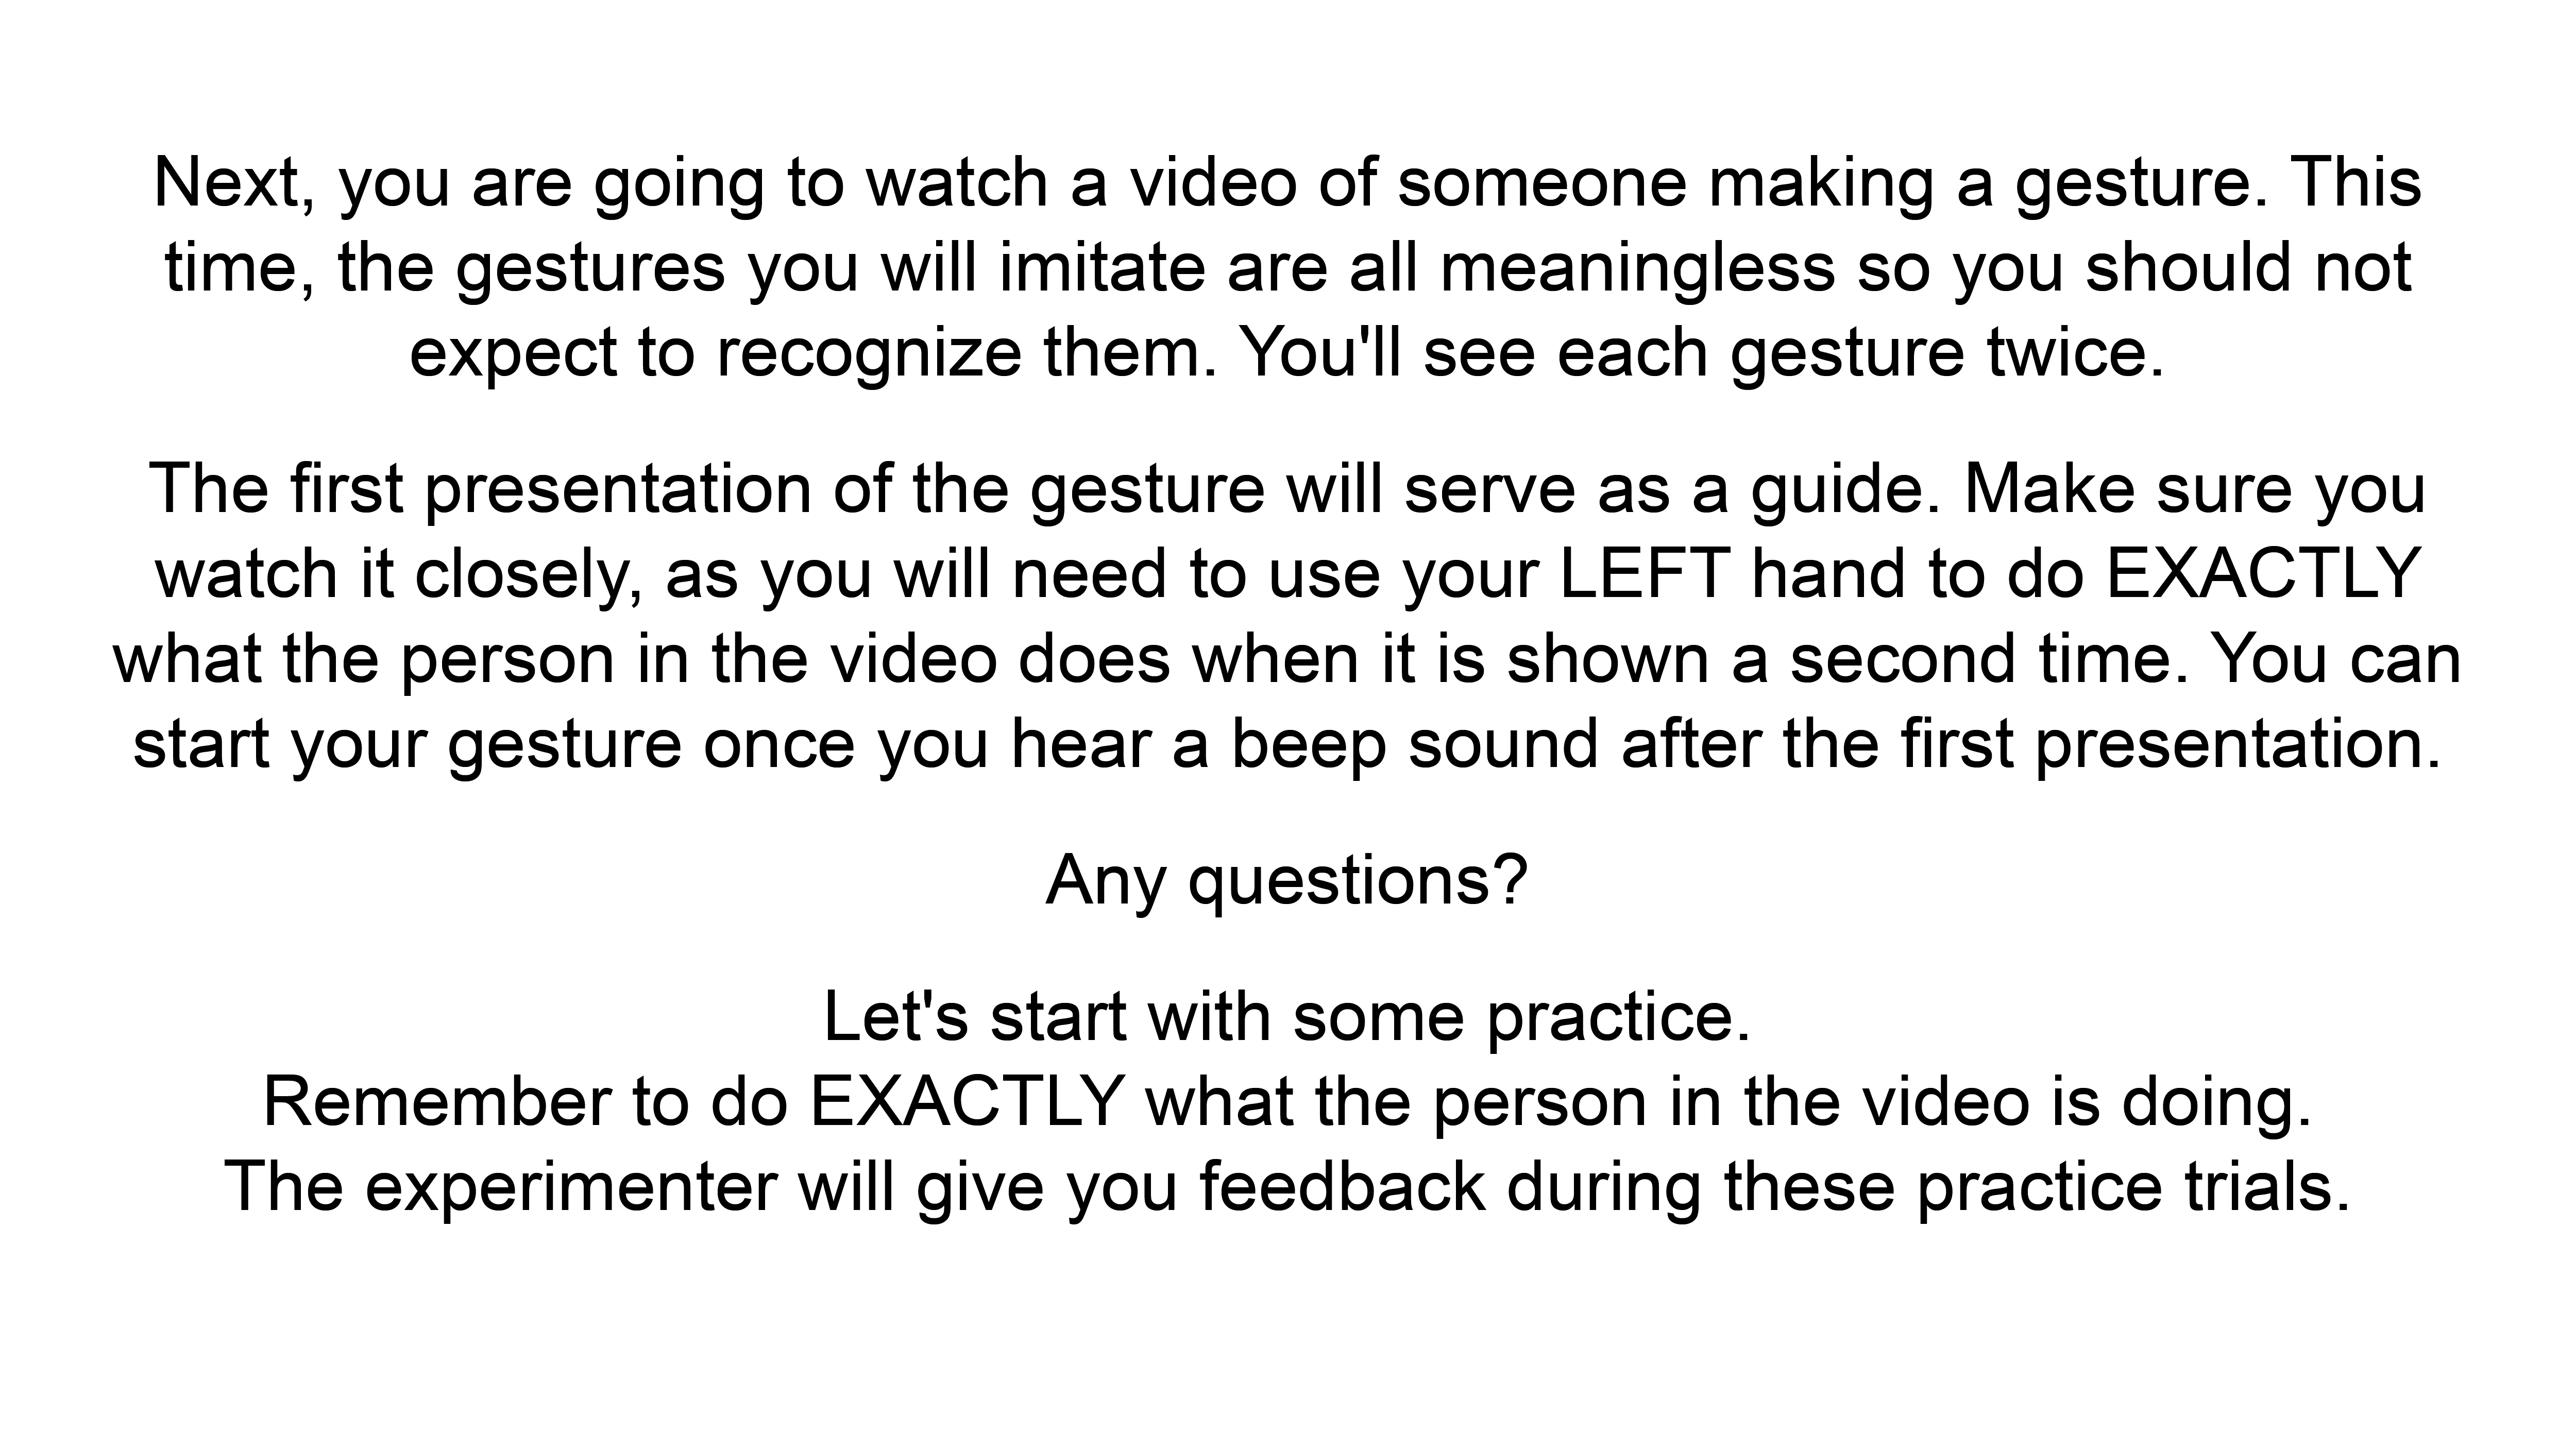 Next, you are going to watch a video of someone making a gesture. This
time, the gestures you will imitate are all meaningless so you should not
expect to recognize them. You'll see each gesture twice.
The first presentation of the gesture will serve as a guide. Make sure you
watch it closely, as you will need to use your LEFT hand to do EXACTLY
what the person in the video does when it is shown a second time. You can
start your gesture once you hear a beep sound after the first presentation.
Any questions?
Let's start with some practice.
Remember to do EXACTLY what the person in the video is doing.
The experimenter will give you feedback during these practice trials.